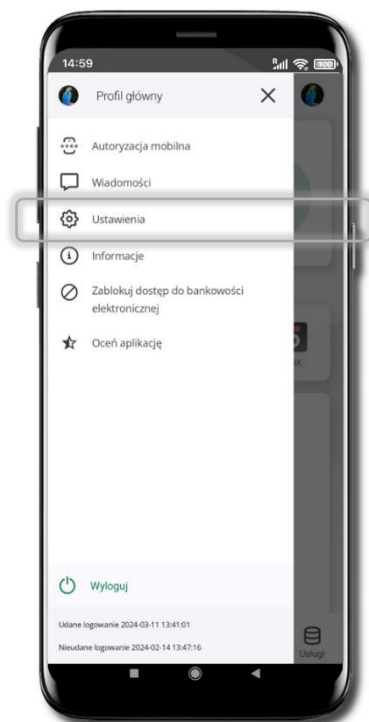 14:59
Profil główny
Autoryzacja mobilna
Wiadomości
Ustawienia
Informacje
Zablokuj dostęp do bankowości
elektronicznej
Oceń aplikację
Wyloguj
Udane logowanie 2024-03-11 13:41:01
Nieudane logowanie 2024-02-14 13:47:16
Usługi